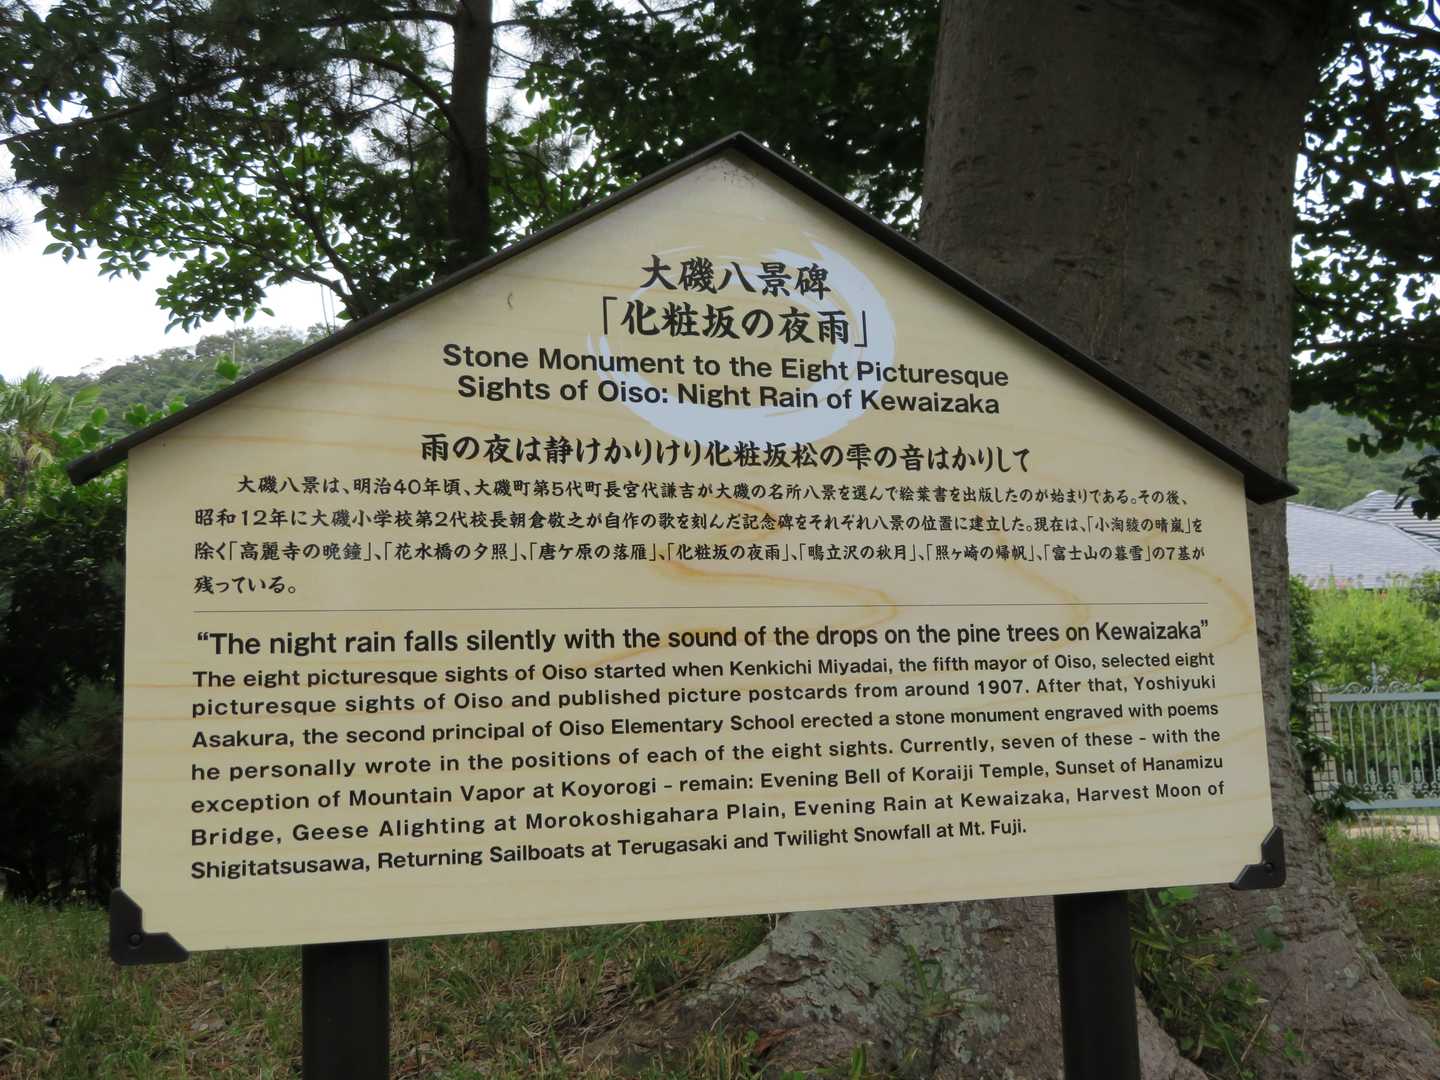 大磯八景碑
「化粧坂の夜雨」
Stone Monument to the Eight Picturesque
Sights of Oiso: Night Rain of Kewaizaka
雨の夜は静けかりけり化粧坂松の雫の音はかりして
大磯八景は、明治40年頃、大磯町第5代町長宮代謙吉が大磯の名所八景を選んで絵葉書を出版したのが始まりである。その後、
昭和12年に大磯小学校第2代校長朝倉敬之が自作の歌を刻んだ記念碑をそれぞれ八景の位置に建立した。現在は、「小淘綾の晴嵐」を
除く「高麗寺の晩鐘」、「花水橋の夕照」、「唐ケ原の落雁」、「化粧坂の夜雨」、「鴫立沢の秋月」、「照ヶ崎の帰帆」、「富士山の暮雪」の7基が
残っている。
“The night rain falls silently with the sound of the drops on the pine trees on Kewaizaka”
The eight picturesque sights of Oiso started when Kenkichi Miyadai, the fifth mayor of Oiso, selected eight
picturesque sights of Oiso and published picture postcards from around 1907. After that, Yoshiyuki
Asakura, the second principal of Oiso Elementary School erected a stone monument engraved with poems
he personally wrote in the positions of each of the eight sights. Currently, seven of these - with the
exception of Mountain Vapor at Koyorogi - remain: Evening Bell of Koraiji Temple, Sunset of Hanamizu
Bridge, Geese Alighting at Morokoshigahara Plain, Evening Rain at Kewaizaka, Harvest Moon of
Shigitatsusawa, Returning Sailboats at Terugasaki and Twilight Snowfall at Mt. Fuji.